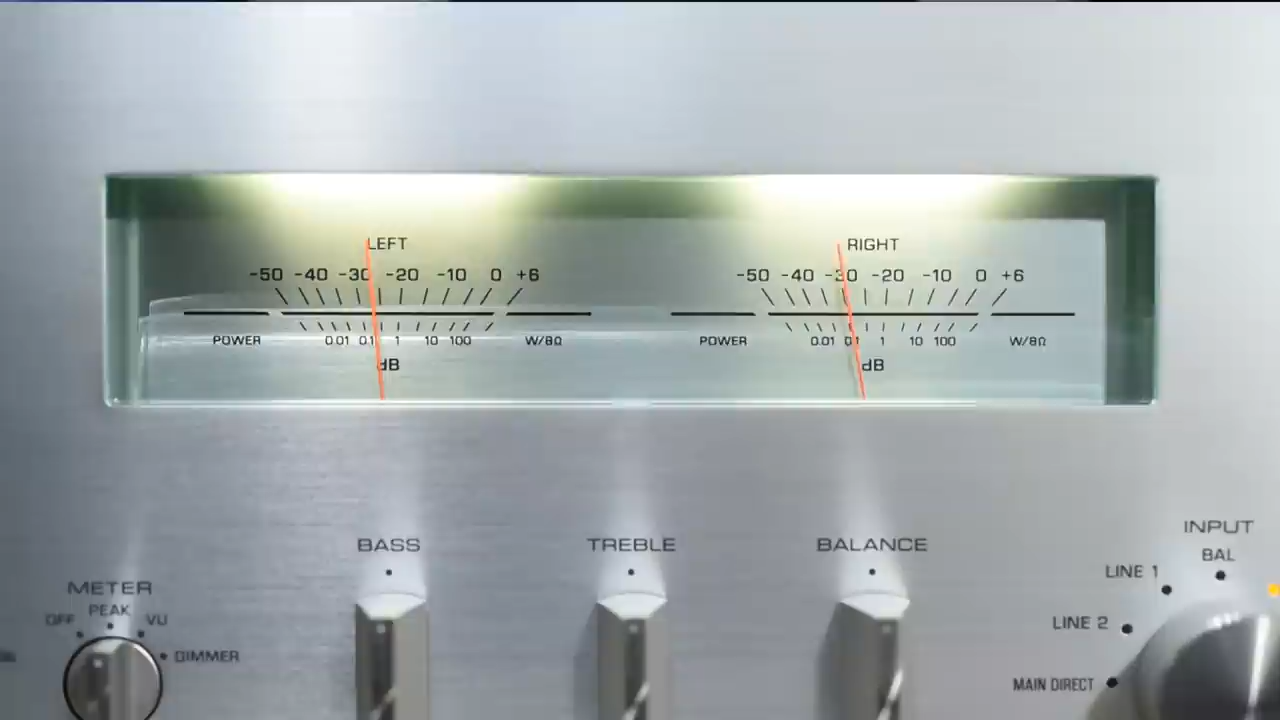 LEFT
-50 -40 -30 -20 -10 0 +6
POWER 0.01 0.1 1 10 100 W/8Ω
dB
RIGHT
-50 -40 -30 -20 -10 0 +6
POWER 0.01 0.1 1 10 100 W/8Ω
dB
METER
OFF PEAK VU
DIMMER
BASS
TREBLE
BALANCE
INPUT
BAL
LINE 1
LINE 2
MAIN DIRECT